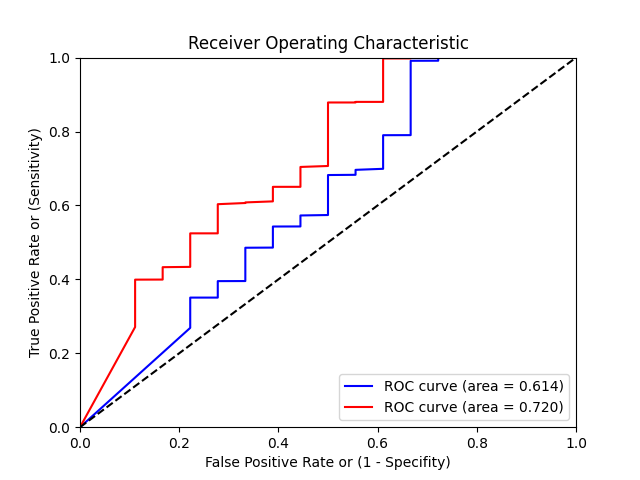 Receiver Operating Characteristic
True Positive Rate or (Sensitivity)
1.0
0.8
0.6
0.4
0.2
0.0
ROC curve (area = 0.614)
ROC curve (area = 0.720)
0.0 0.2 0.4 0.6 0.8 1.0
False Positive Rate or (1 - Specifity)